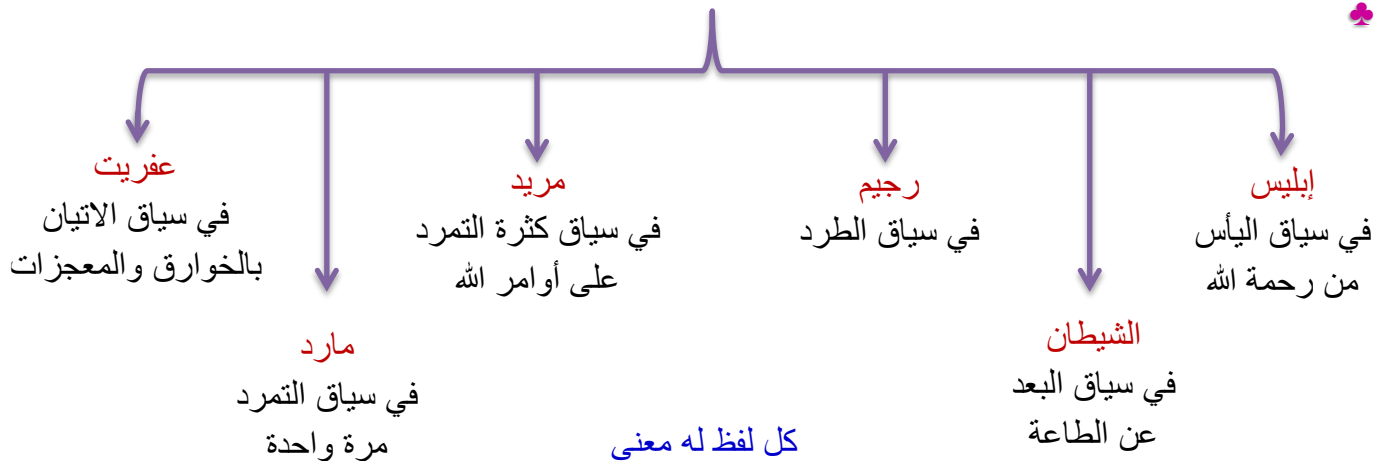 إبليس
في سياق اليأس
من رحمة الله
الشيطان
في سياق البعد
عن الطاعة
رجيم
في سياق الطرد
مريد
في سياق كثرة التمرد
على أوامر الله
مارد
في سياق التمرد
مرة واحدة
عفريت
في سياق الاتيان
بالخوارق والمعجزات
كل لفظ له معنى